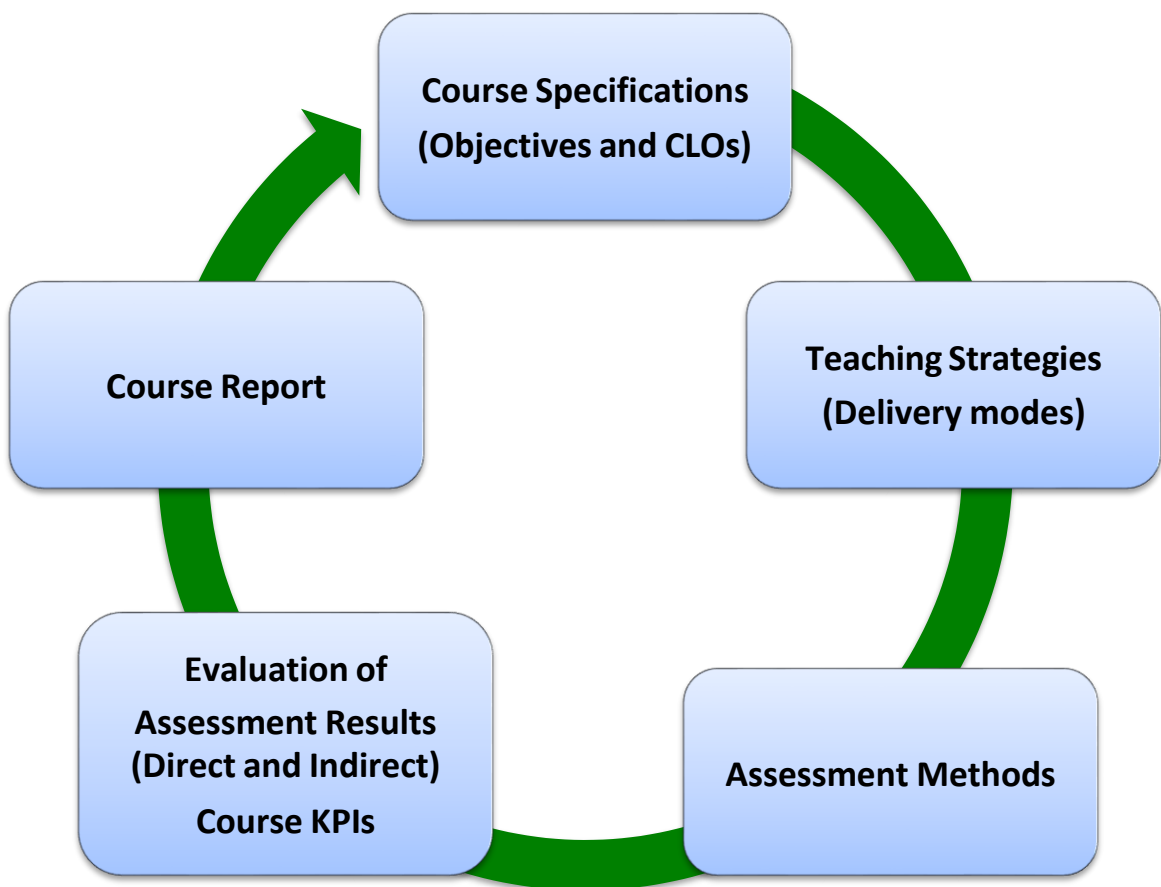 Course Specifications
(Objectives and CLOs)
Teaching Strategies
(Delivery modes)
Assessment Methods
Evaluation of
Assessment Results
(Direct and Indirect)
Course KPIs
Course Report